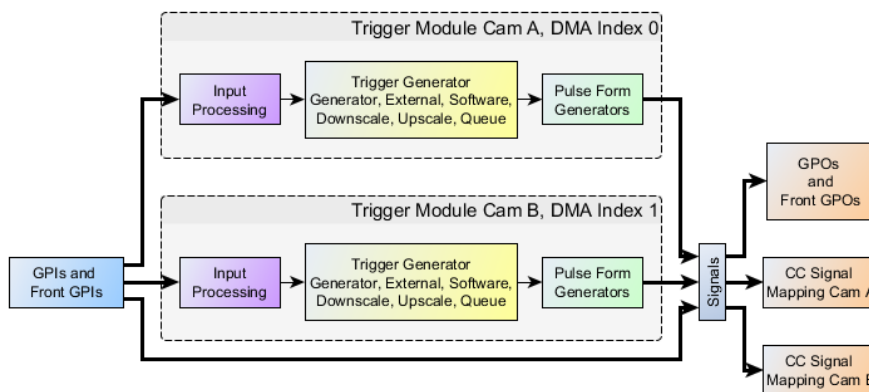 Trigger Module Cam A, DMA Index 0
Input
Processing
Trigger Generator
Generator, External, Software,
Downscale, Upscale, Queue
Pulse Form
Generators
GPOs
and
Front GPOs
Trigger Module Cam B, DMA Index 1
GPIs and
Front GPIs
Input
Processing
Trigger Generator
Generator, External, Software,
Downscale, Upscale, Queue
Pulse Form
Generators
Signals
CC Signal
Mapping Cam A
CC Signal
Mapping Cam B